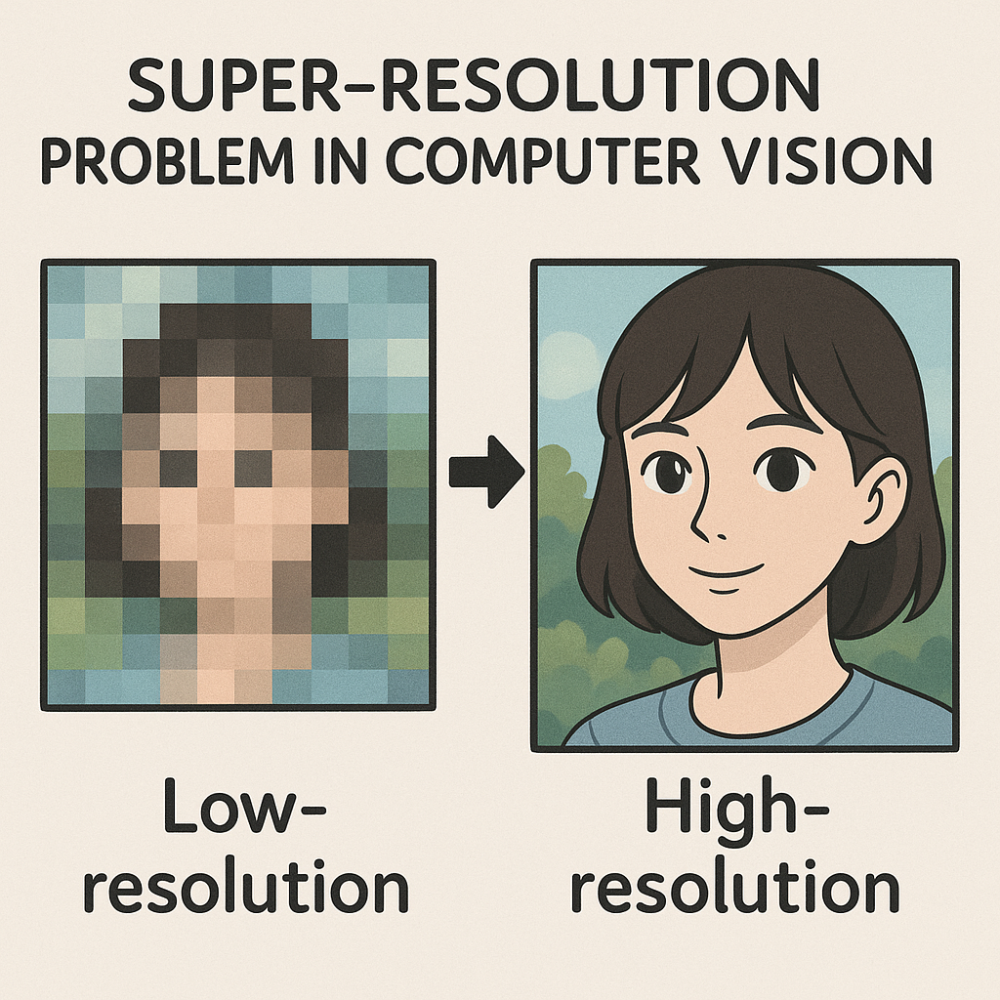 SUPER-RESOLUTION
PROBLEM IN COMPUTER VISION
Low-
resolution
High-
resolution